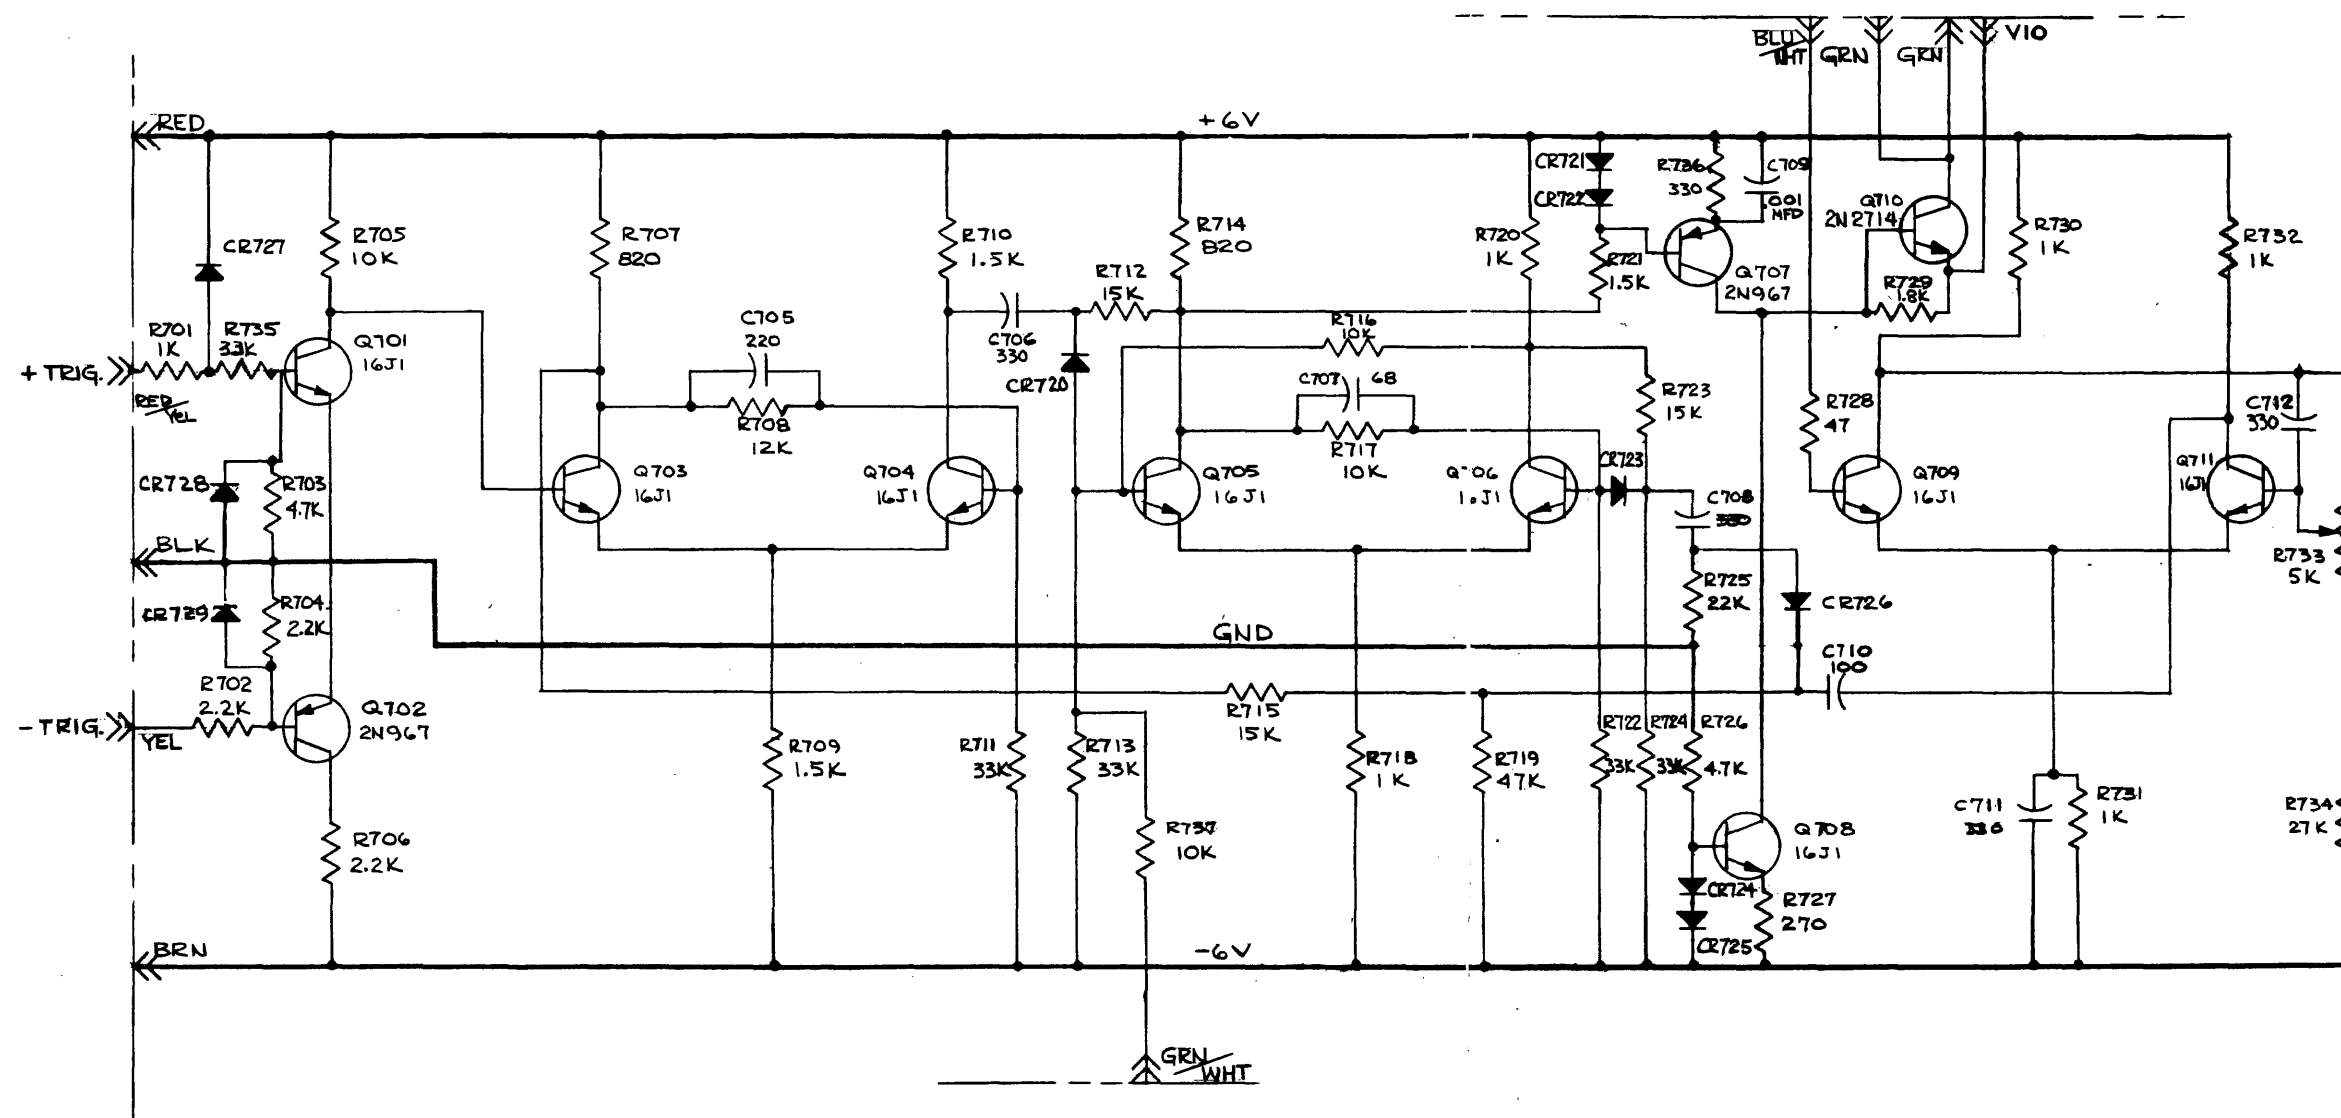 BLU/WHT
GRN
GRN
V10
RED
+6V
CR721
R736
330
C709
.001
MFD
CR722
Q710
2N2714
CR727
R705
10K
R707
820
R710
1.5K
R714
820
R712
15K
R720
1K
R721
1.5K
Q707
2N967
R729
1.8K
R730
1K
R732
1K
R701
1K
R735
33K
Q701
16J1
C705
220
C706
330
R716
10K
+ TRIG.
RED/YEL
CR720
C707
68
R723
15K
R728
47
C712
330
R708
12K
R717
10K
CR728
R703
4.7K
Q703
16J1
Q704
16J1
Q705
16J1
CR723
C708
330
Q709
16J1
Q711
16J1
BLK
R733
5K
CR729
R704
2.2K
R725
22K
CR726
GND
C710
100
R702
2.2K
Q702
2N967
- TRIG.
YEL
R715
15K
R709
1.5K
R711
33K
R713
33K
R718
1K
R719
47K
R722
33K
R724
33K
R726
4.7K
C711
330
R731
1K
R734
27K
R706
2.2K
R737
10K
Q708
16J1
CR724
R727
270
CR725
BRN
-6V
GRN/WHT